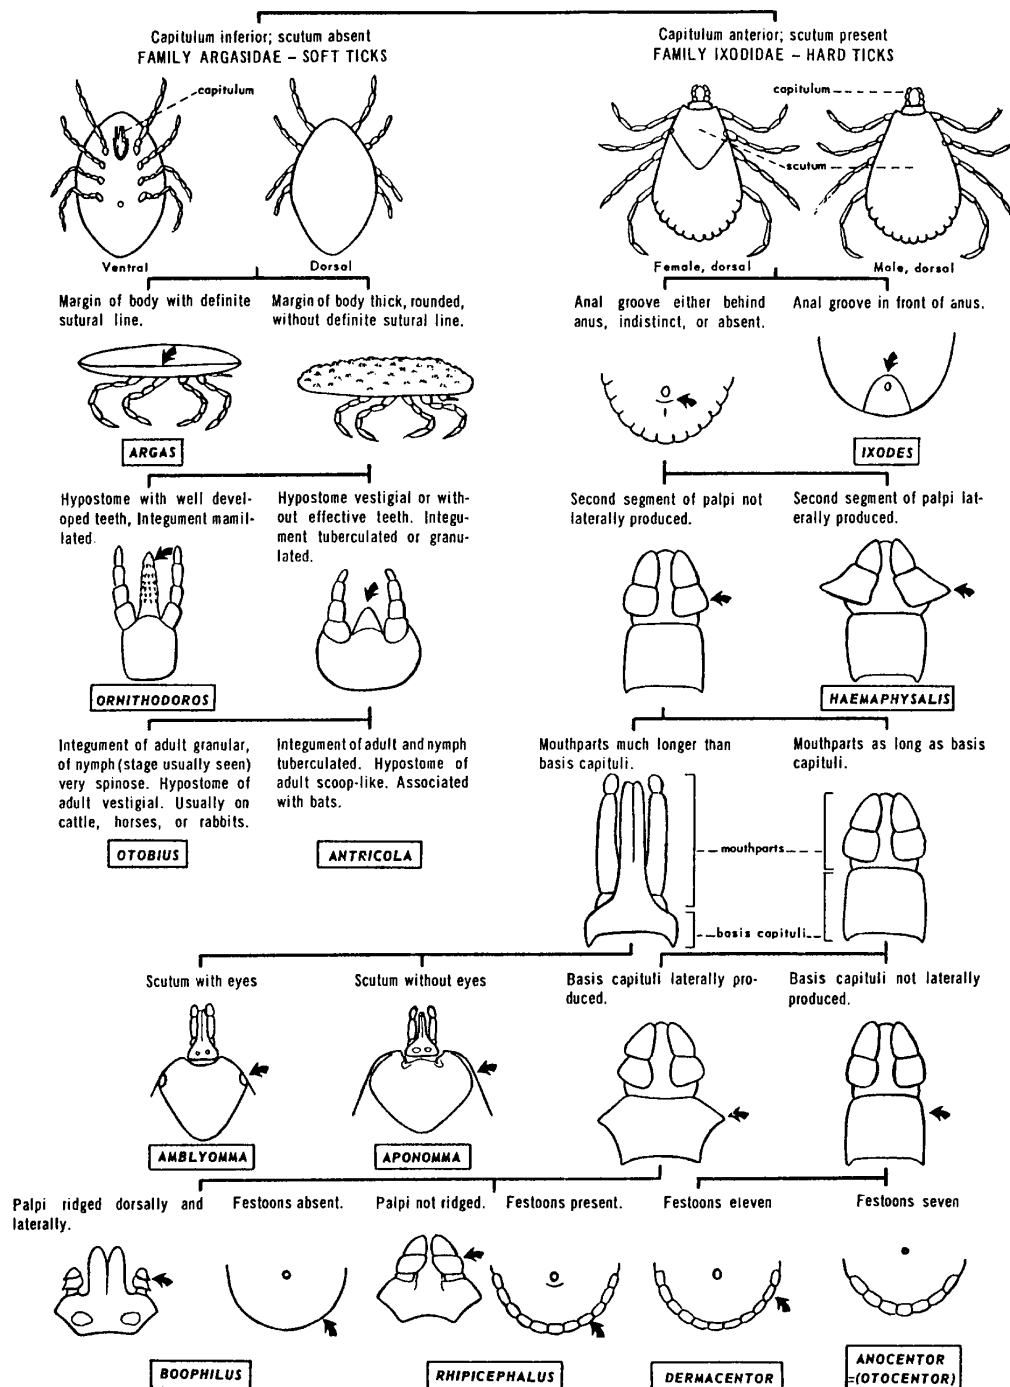 Capitulum inferior; scutum absent
FAMILY ARGASIDAE – SOFT TICKS
Capitulum anterior; scutum present
FAMILY IXODIDAE – HARD TICKS
capitulum
capitulum
scutum
Ventral
Dorsal
Female, dorsal
Male, dorsal
Margin of body with definite
sutural line.
Margin of body thick, rounded,
without definite sutural line.
Anal groove either behind
anus, indistinct, or absent.
Anal groove in front of anus.
ARGAS
IXODES
Hypostome with well devel-
oped teeth, Integument mamil-
lated.
Hypostome vestigial or with-
out effective teeth. Integu-
ment tuberculated or granu-
lated.
Second segment of palpi not
laterally produced.
Second segment of palpi lat-
erally produced.
ORNITHODOROS
HAEMAPHYSALIS
Integument of adult granular,
of nymph (stage usually seen)
very spinose. Hypostome of
adult vestigial. Usually on
cattle, horses, or rabbits.
Integument of adult and nymph
tuberculated. Hypostome of
adult scoop-like. Associated
with bats.
Mouthparts much longer than
basis capituli.
Mouthparts as long as basis
capituli.
OTOBIUS
ANTRICOLA
mouthparts
basis capituli
Scutum with eyes
Scutum without eyes
Basis capituli laterally pro-
duced.
Basis capituli not laterally
produced.
AMBLYOMMA
APONOMMA
Palpi ridged dorsally and
laterally.
Festoons absent.
Palpi not ridged.
Festoons present.
Festoons eleven
Festoons seven
BOOPHILUS
RHIPICEPHALUS
DERMACENTOR
ANOCENTOR
=(OTOCENTOR)